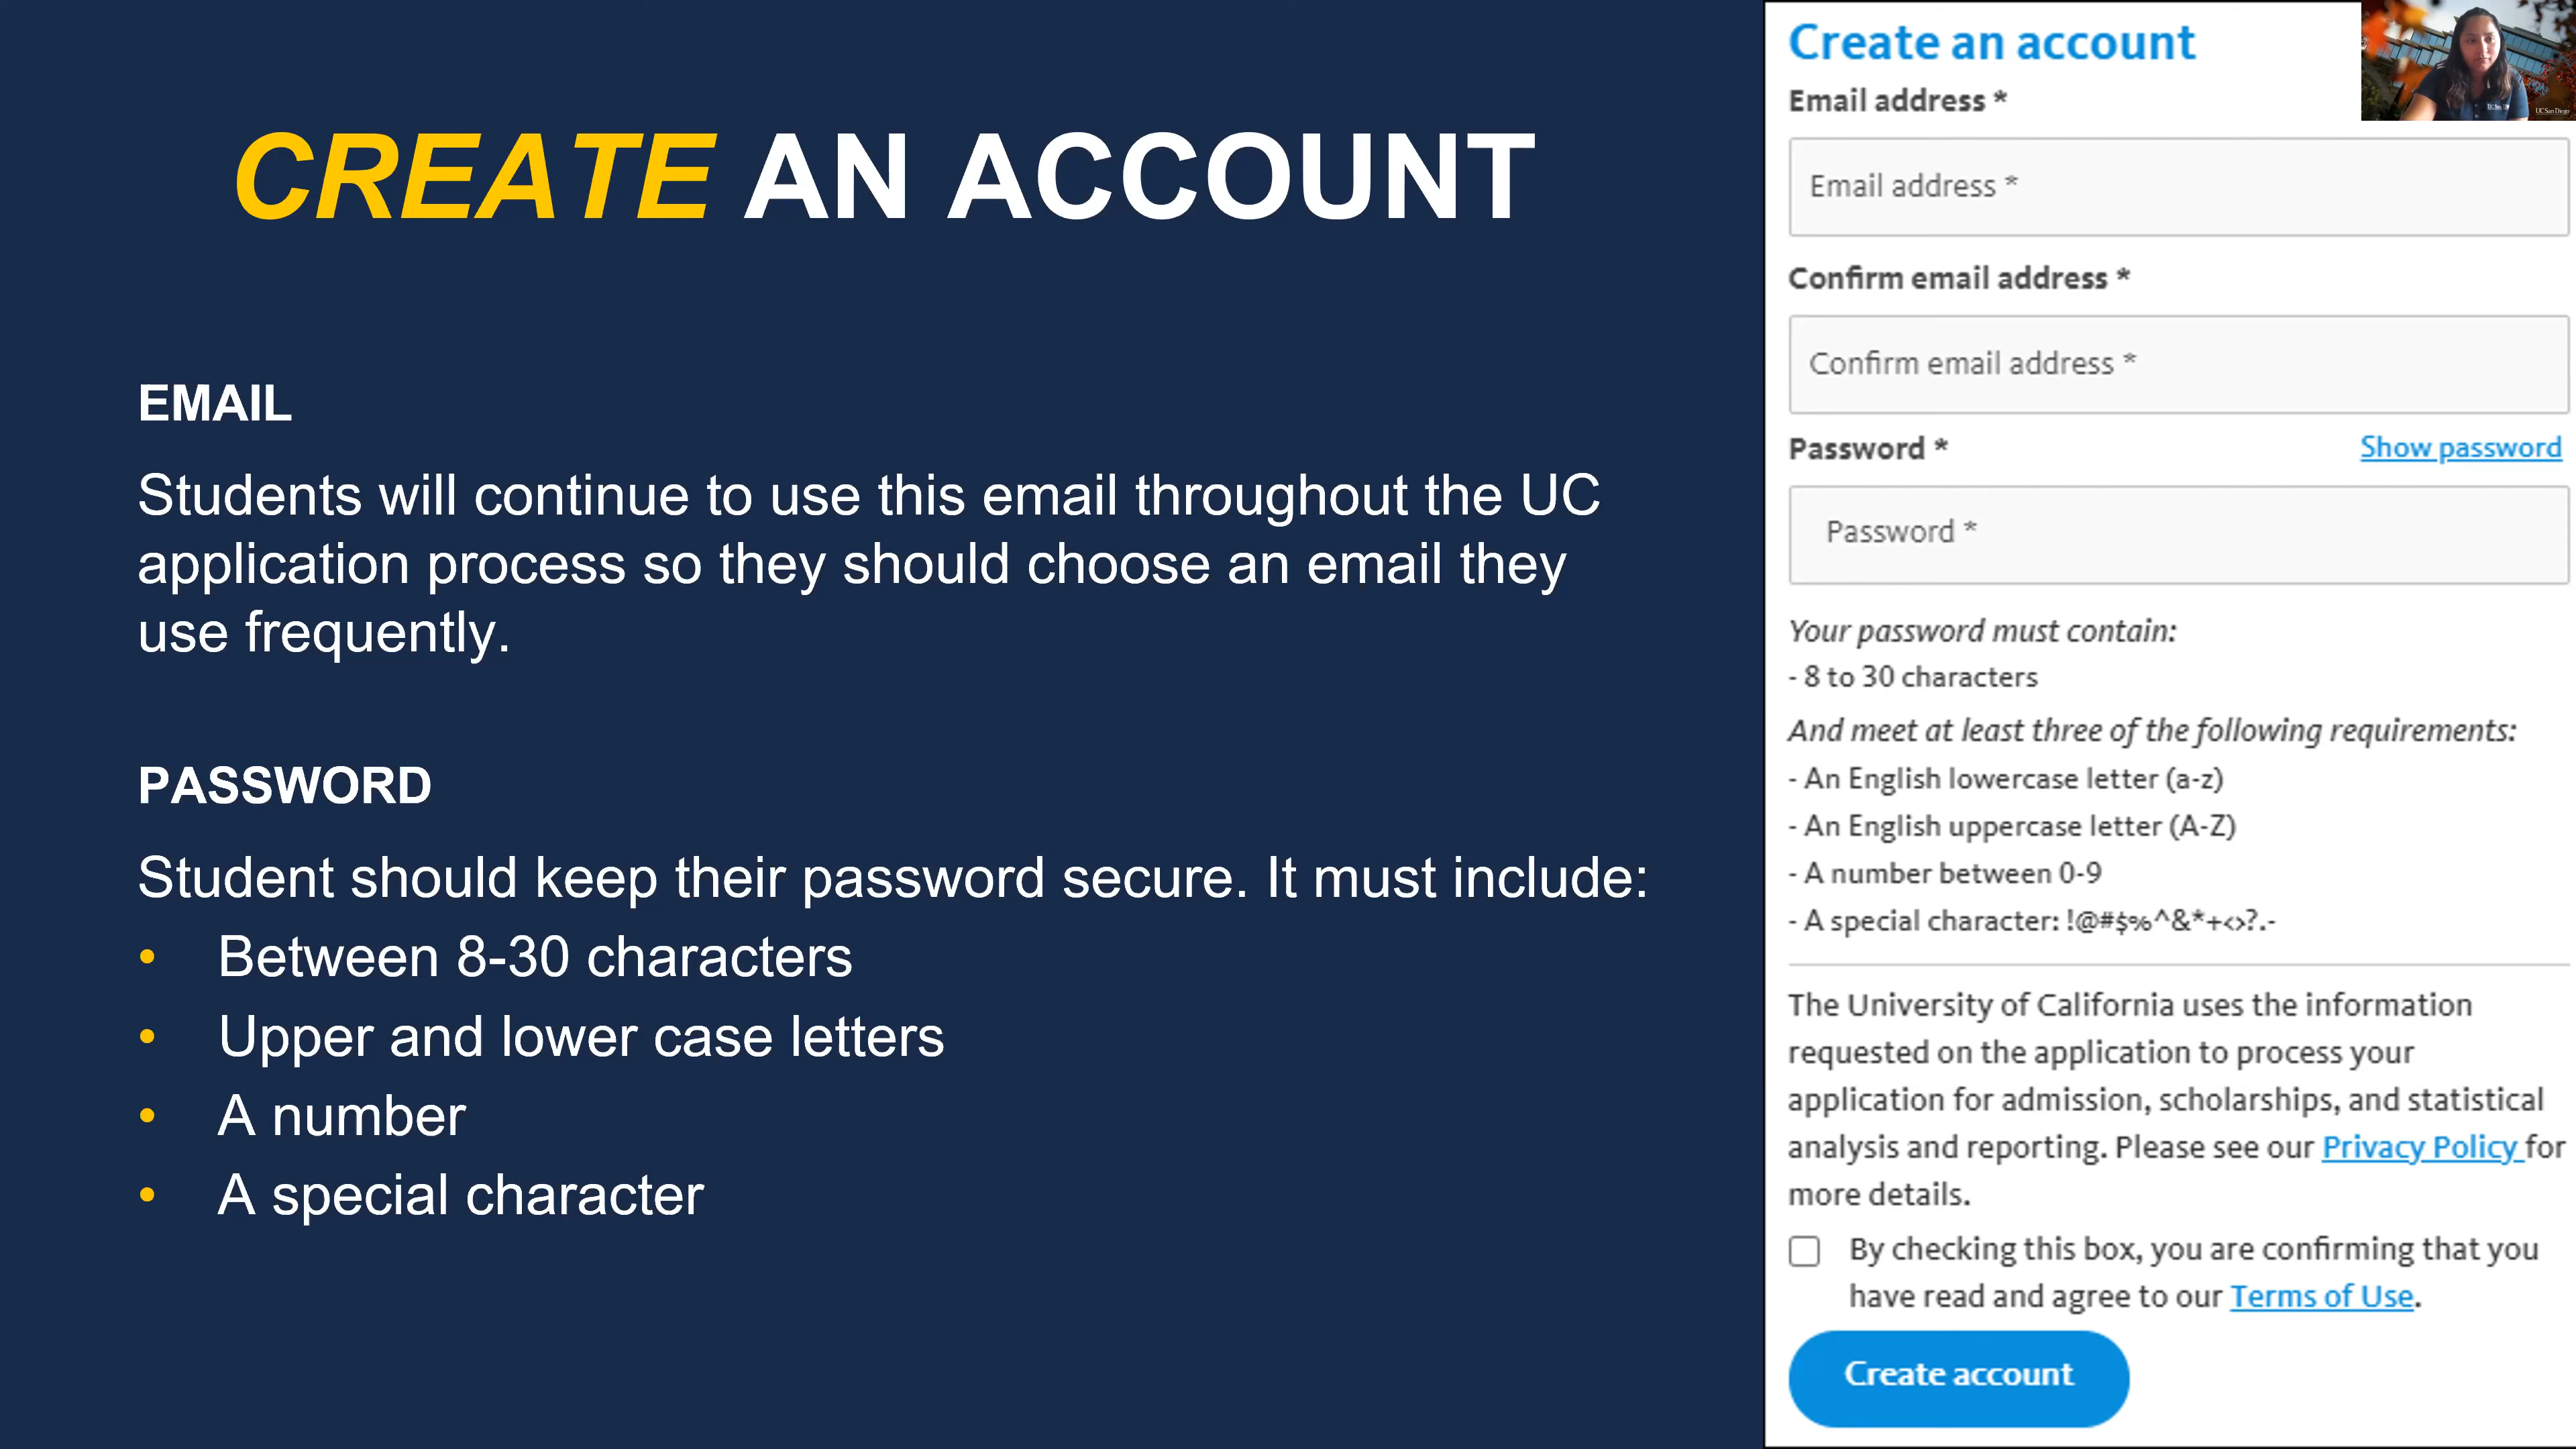 CREATE AN ACCOUNT
EMAIL
Students will continue to use this email throughout the UC
application process so they should choose an email they
use frequently.
PASSWORD
Student should keep their password secure. It must include:
• Between 8-30 characters
• Upper and lower case letters
• A number
• A special character
Create an account
Email address *
Email address *
Confirm email address *
Confirm email address *
Password * Show password
Password *
Your password must contain:
- 8 to 30 characters
And meet at least three of the following requirements:
- An English lowercase letter (a-z)
- An English uppercase letter (A-Z)
- A number between 0-9
- A special character: !@#$%^&*+<>?.-
The University of California uses the information
requested on the application to process your
application for admission, scholarships, and statistical
analysis and reporting. Please see our Privacy Policy for
more details.
By checking this box, you are confirming that you
have read and agree to our Terms of Use.
Create account
UC San Diego